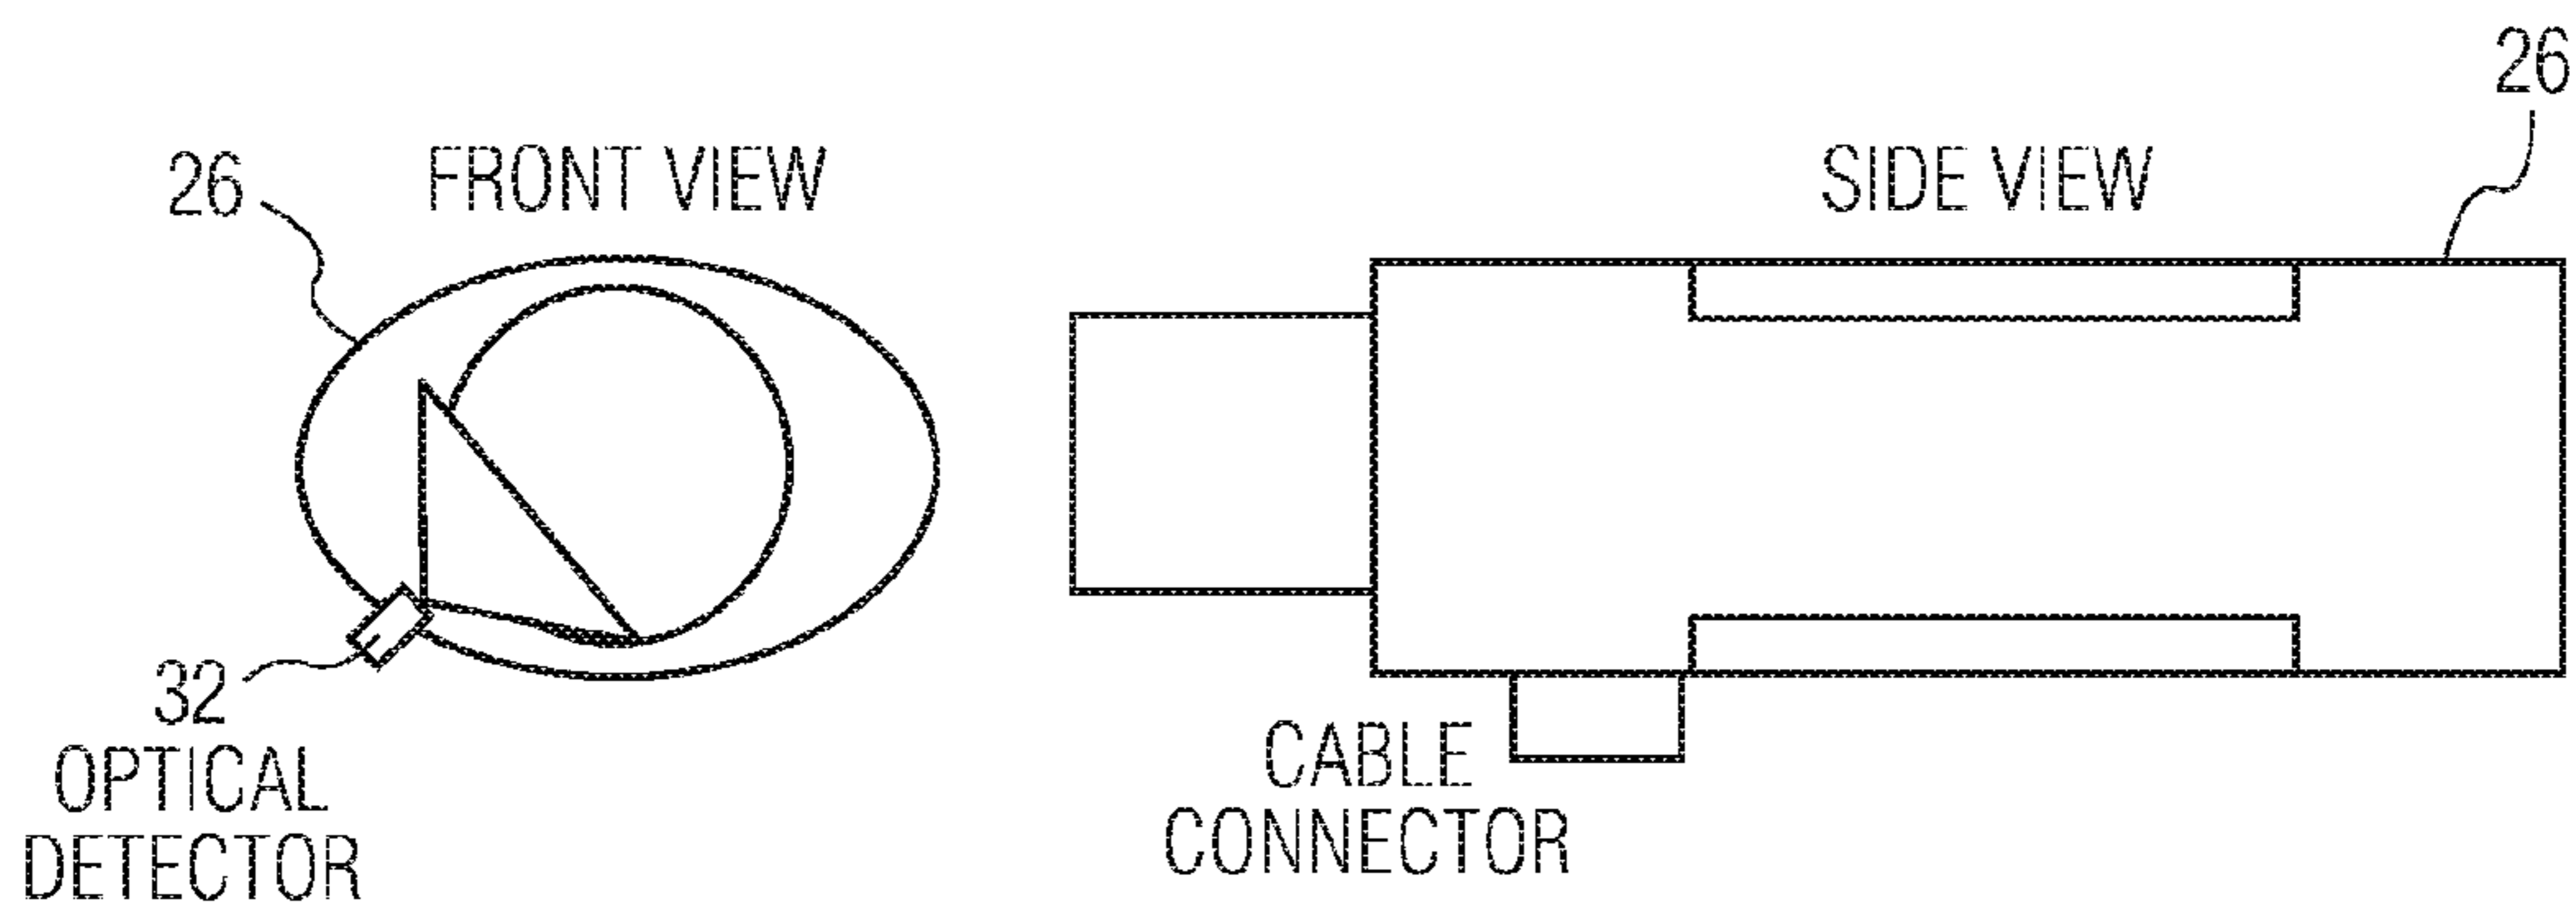 26
FRONT VIEW
32
OPTICAL
DETECTOR
SIDE VIEW
26
CABLE
CONNECTOR